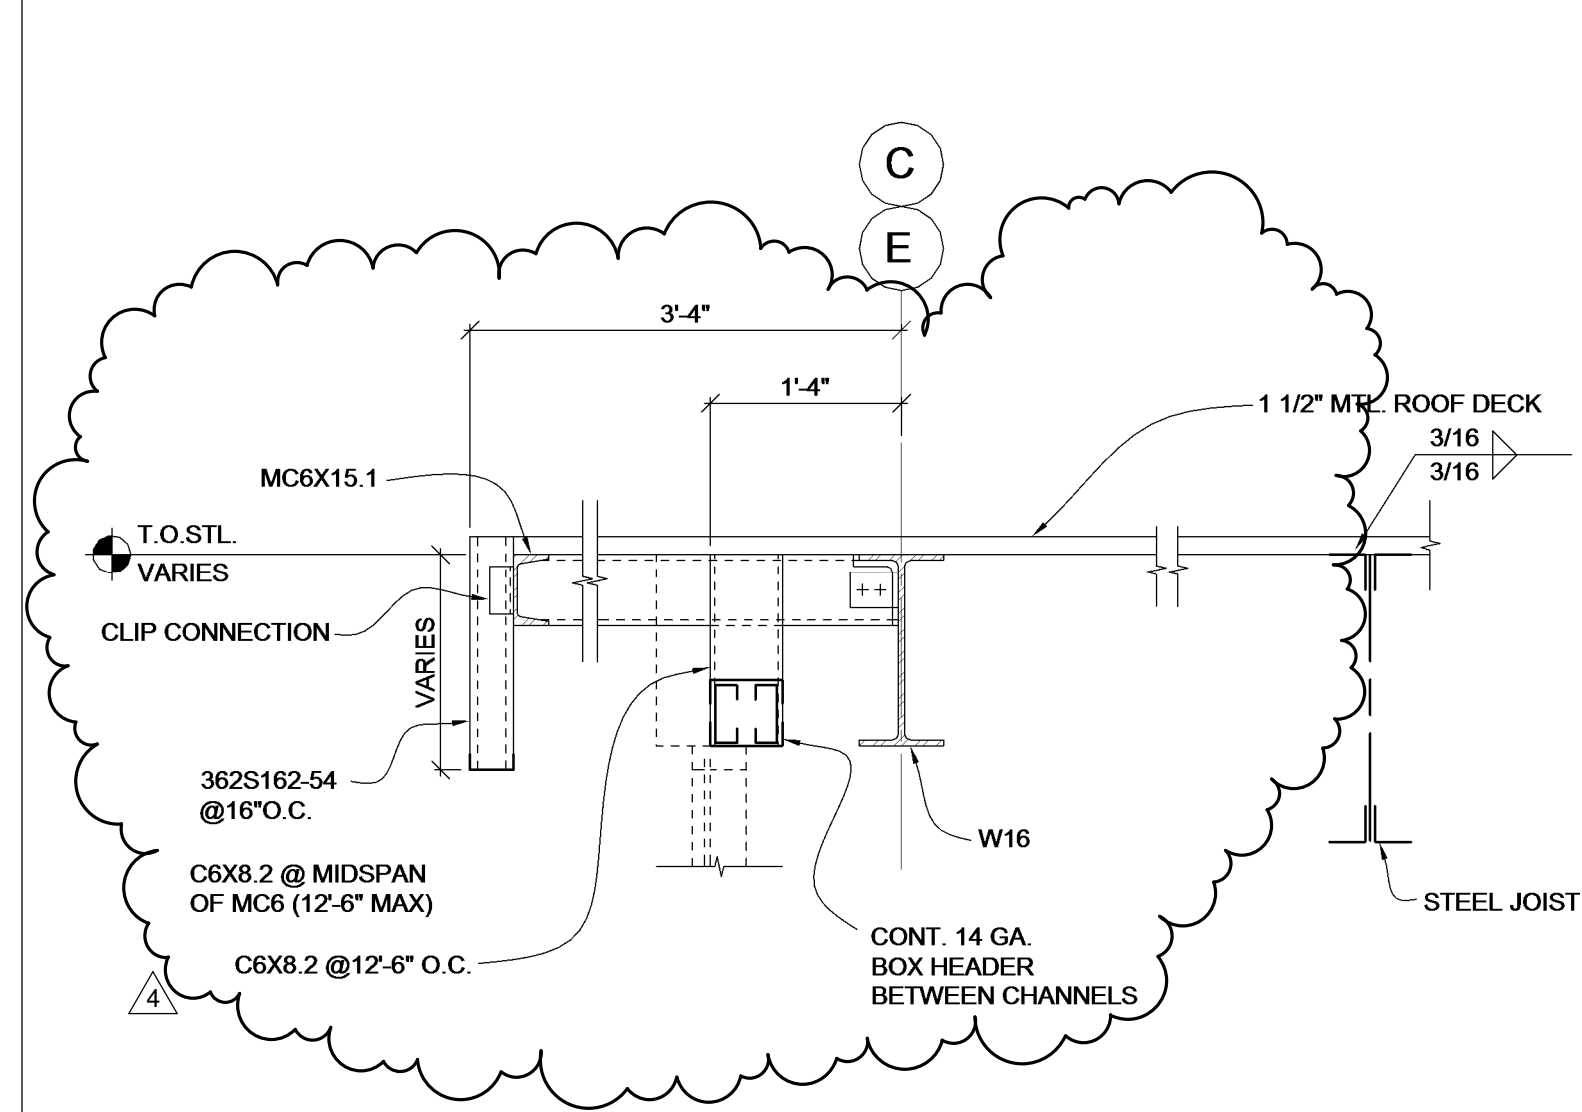 C
E
3'-4"
1'-4"
1 1/2" MTL. ROOF DECK
3/16
3/16
MC6X15.1
T.O.STL.
VARIES
CLIP CONNECTION
VARIES
362S162-54
@16"O.C.
W16
C6X8.2 @ MIDSPAN
OF MC6 (12'-6" MAX)
STEEL JOIST
CONT. 14 GA.
BOX HEADER
BETWEEN CHANNELS
C6X8.2 @12'-6" O.C.
4